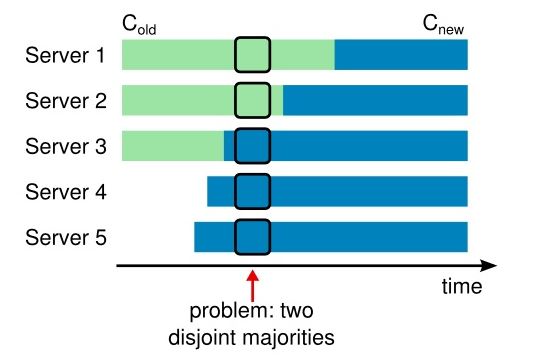 Cold Cnew
Server 1
Server 2
Server 3
Server 4
Server 5
time
problem: two
disjoint majorities